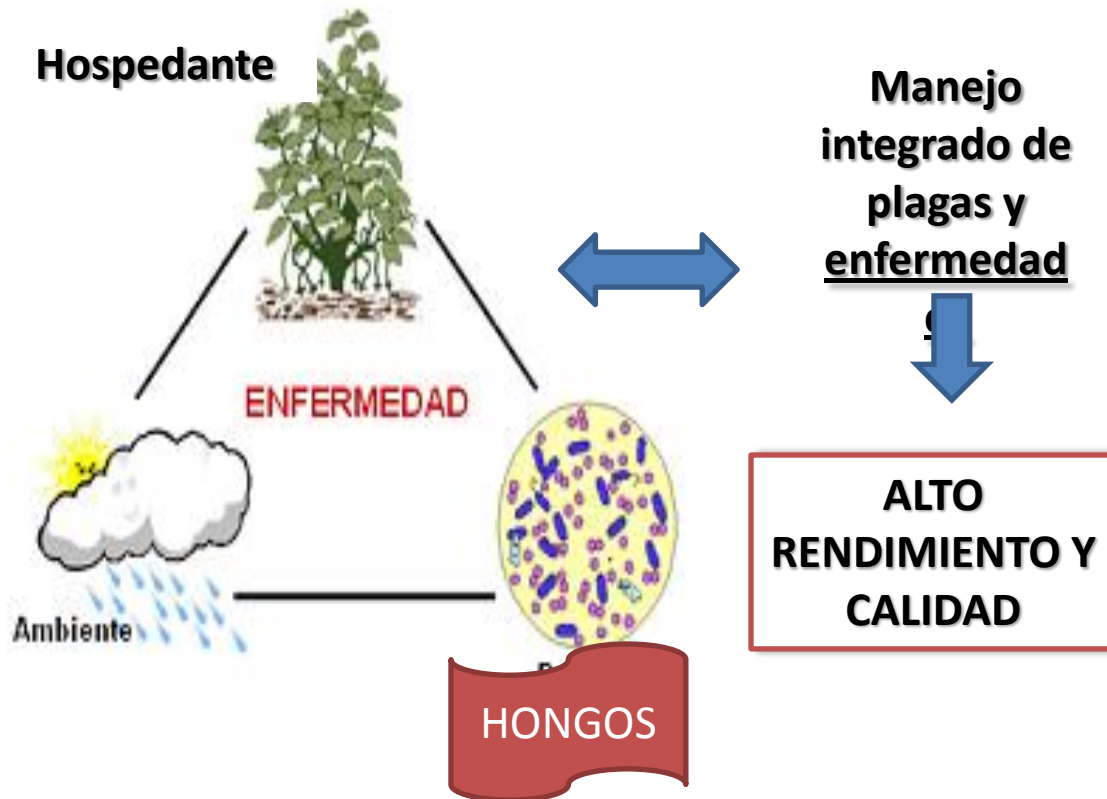 Hospedante
Manejo
integrado de
plagas y
enfermedad
ENFERMEDAD
Ambiente
HONGOS
ALTO
RENDIMIENTO Y
CALIDAD